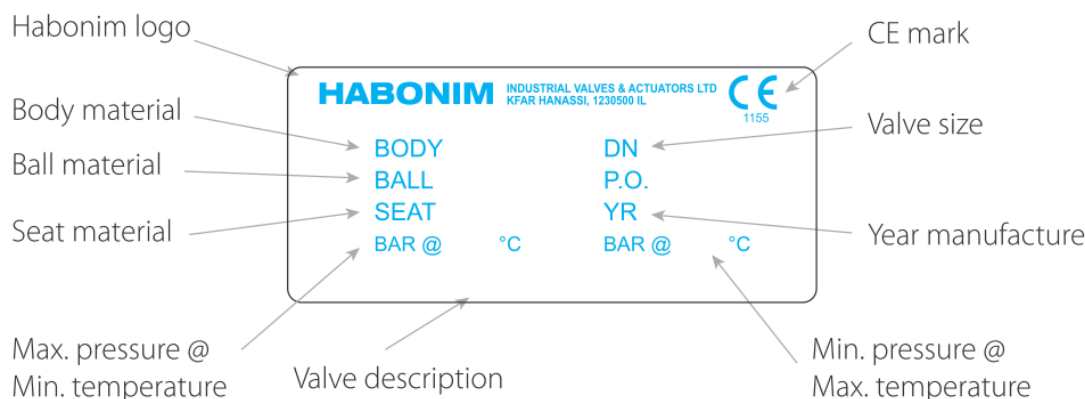 Habonim logo
CE mark
HABONIM INDUSTRIAL VALVES & ACTUATORS LTD
KFAR HANASSI, 1230500 IL
CE
1155
Body material
BODY DN
Valve size
Ball material
BALL P.O.
SEAT YR
Seat material
Year manufacture
BAR @ °C BAR @ °C
Max. pressure @
Min. temperature
Valve description
Min. pressure @
Max. temperature